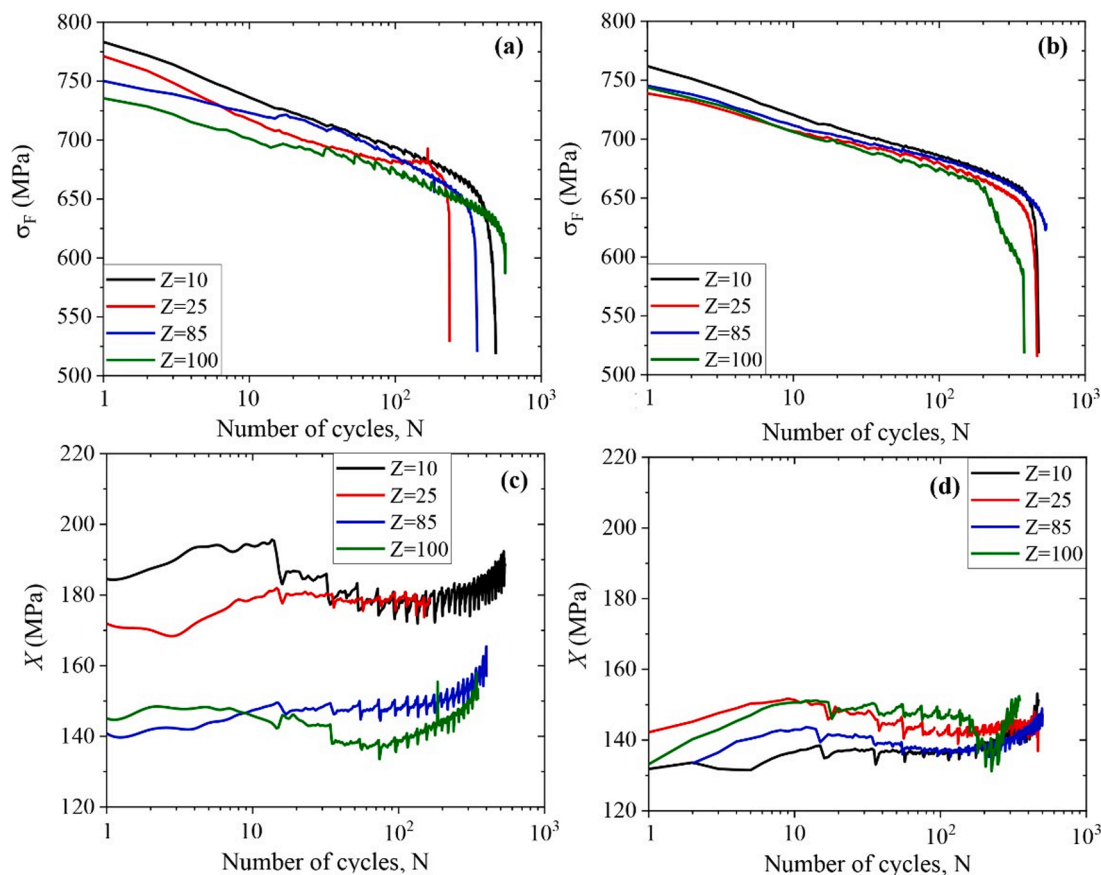 (a)
800
750
700
650
600
550
500
σF (MPa)
Z=10
Z=25
Z=85
Z=100
1
10
10²
10³
Number of cycles, N
(b)
800
750
700
650
600
550
500
σF (MPa)
Z=10
Z=25
Z=85
Z=100
1
10
10²
10³
Number of cycles, N
(c)
220
200
180
160
140
120
X (MPa)
Z=10
Z=25
Z=85
Z=100
1
10
10²
10³
Number of cycles, N
(d)
220
200
180
160
140
120
X (MPa)
Z=10
Z=25
Z=85
Z=100
1
10
10²
10³
Number of cycles, N